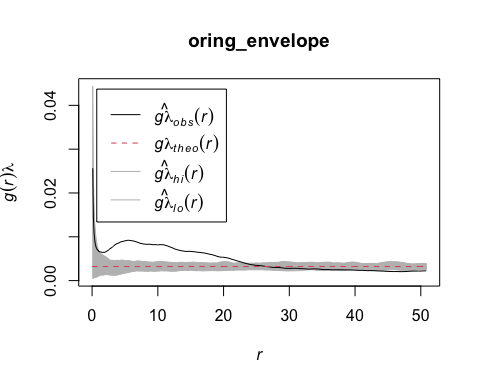 oring_envelope
g(r)λ
0.00
0.02
0.04
gλ̂obs(r)
gλtheo(r)
gλ̂hi(r)
gλ̂lo(r)
0 10 20 30 40 50
r